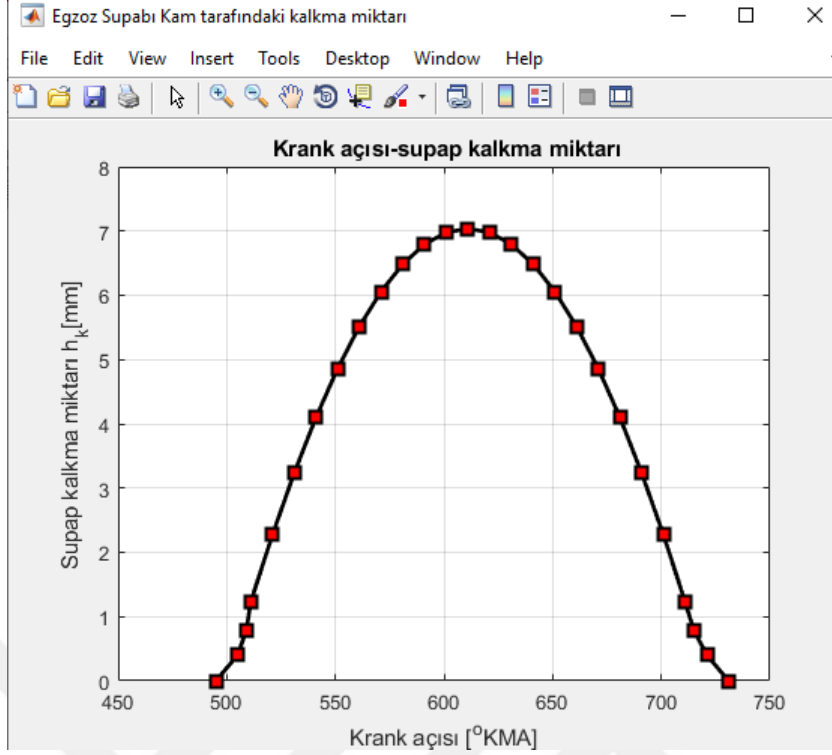 Egzoz Supabı Kam tarafındaki kalkma miktarı
File Edit View Insert Tools Desktop Window Help
Krank açısı-supap kalkma miktarı
8
7
6
5
4
3
2
1
0
Supap kalkma miktarı h_k[mm]
450 500 550 600 650 700 750
Krank açısı [°KMA]